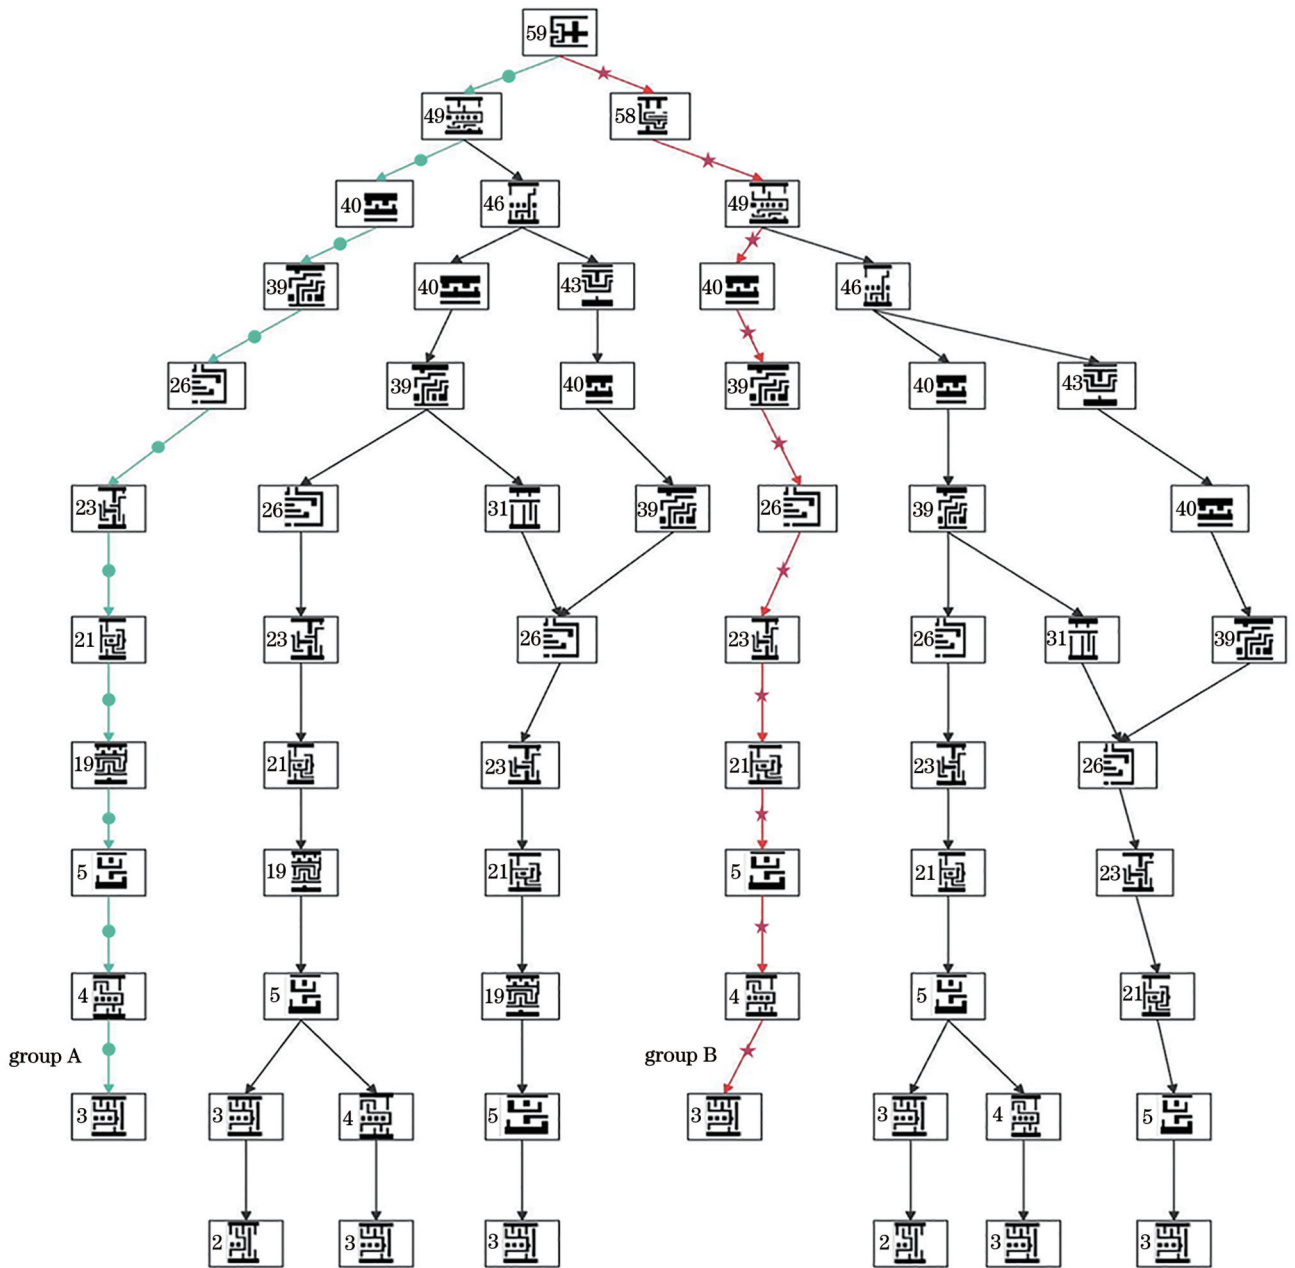 59
49 58
40 46 49
39 40 43 40 46
26 39 40 39 40 43
23 26 31 39 26 39 40
21 23 26 23 26 31 39
19 21 23 21 23 26
5 19 21 5 21 23
4 5 19 4 5 21
group A group B
3 3 4 5 3 3 4 5
2 3 3 2 3 3